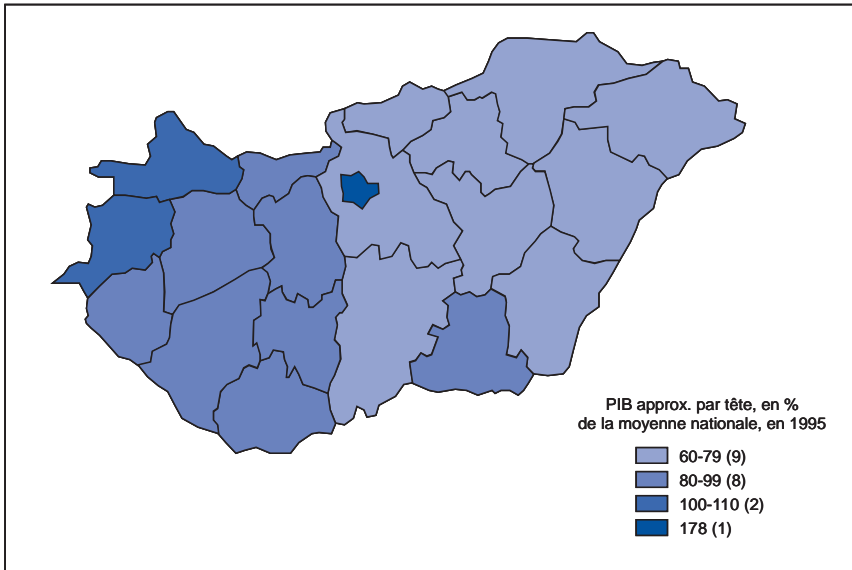 PIB approx. par tête, en %
de la moyenne nationale, en 1995
60-79 (9)
80-99 (8)
100-110 (2)
178 (1)